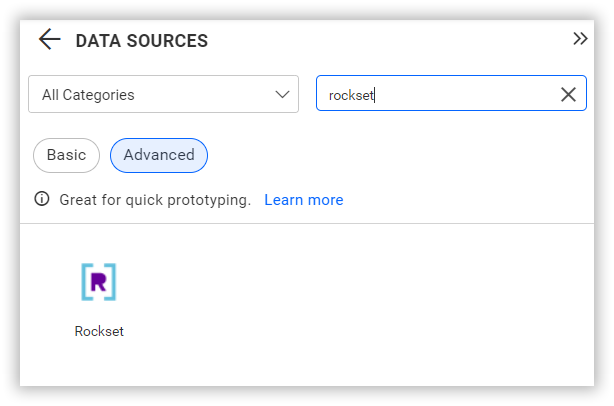 DATA SOURCES
All Categories
rockset
Basic
Advanced
Great for quick prototyping. Learn more
R
Rockset